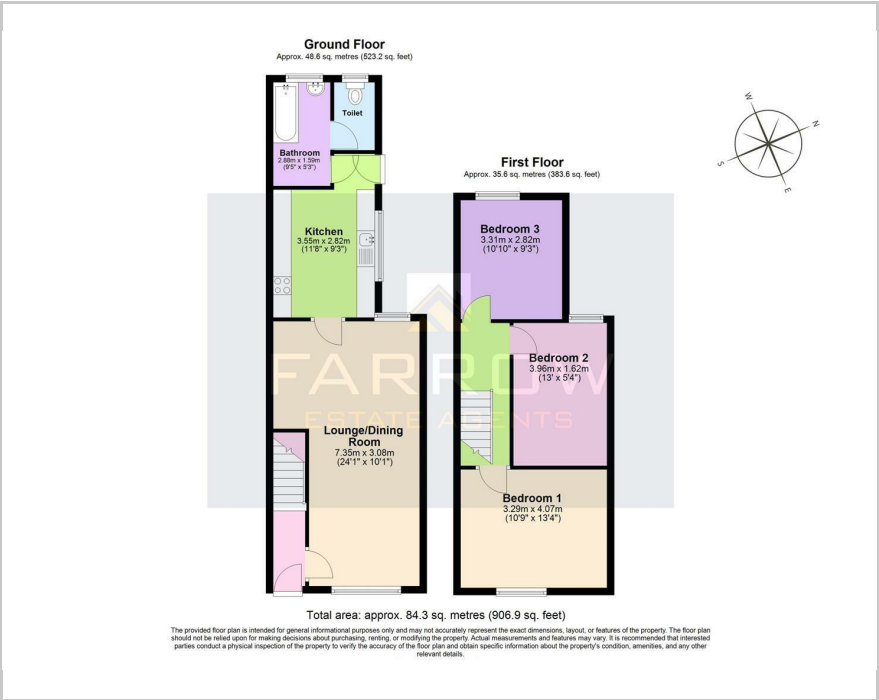 Ground Floor
Approx. 48.6 sq. metres (523.2 sq. feet)
Toilet
Bathroom
2.88m x 1.59m
(9'5" x 5'3")
Kitchen
3.55m x 2.82m
(11'8" x 9'3")
Lounge/Dining
Room
7.35m x 3.08m
(24'1" x 10'1")
First Floor
Approx. 35.6 sq. metres (383.6 sq. feet)
Bedroom 3
3.31m x 2.82m
(10'10" x 9'3")
Bedroom 2
3.96m x 1.62m
(13' x 5'4")
Bedroom 1
3.29m x 4.07m
(10'9" x 13'4")
W
N
S
E
FARROW
ESTATE AGENTS
Total area: approx. 84.3 sq. metres (906.9 sq. feet)
The provided floor plan is intended for general informational purposes only and may not accurately represent the exact dimensions, layout, or features of the property. The floor plan
should not be relied upon for making decisions about purchasing, renting, or modifying the property. Actual measurements and features may vary. It is recommended that interested
parties conduct a physical inspection of the property to verify the accuracy of the floor plan and obtain specific information about the property's condition, amenities, and any other
relevant details.